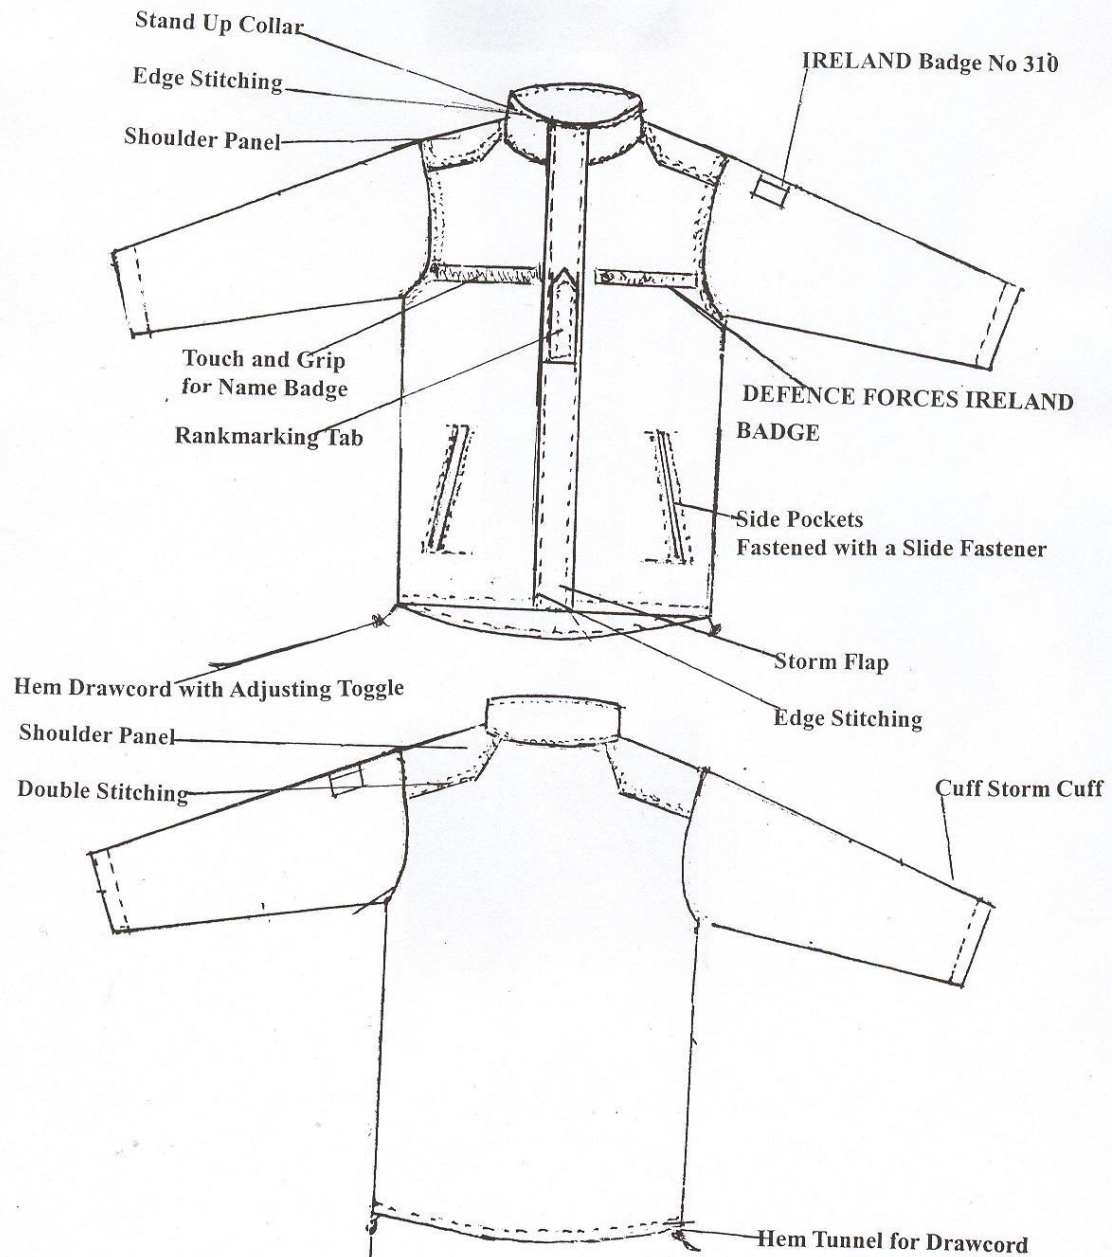 Stand Up Collar
IRELAND Badge No 310
Edge Stitching
Shoulder Panel
Touch and Grip
for Name Badge
DEFENCE FORCES IRELAND
BADGE
Rankmarking Tab
Side Pockets
Fastened with a Slide Fastener
Storm Flap
Hem Drawcord with Adjusting Toggle
Edge Stitching
Shoulder Panel
Double Stitching
Cuff Storm Cuff
Hem Tunnel for Drawcord